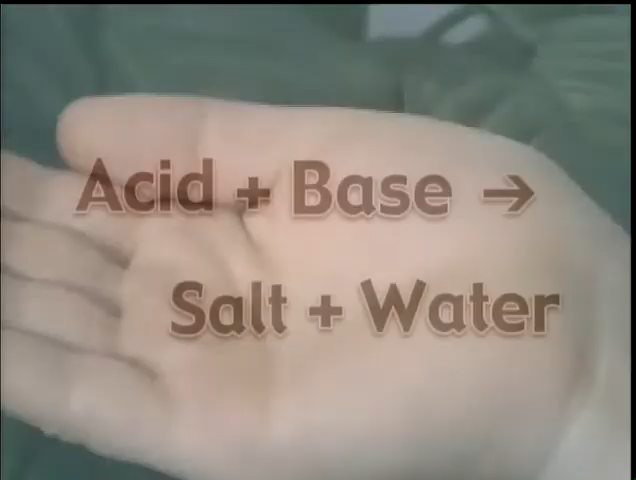 Acid + Base →
Salt + Water